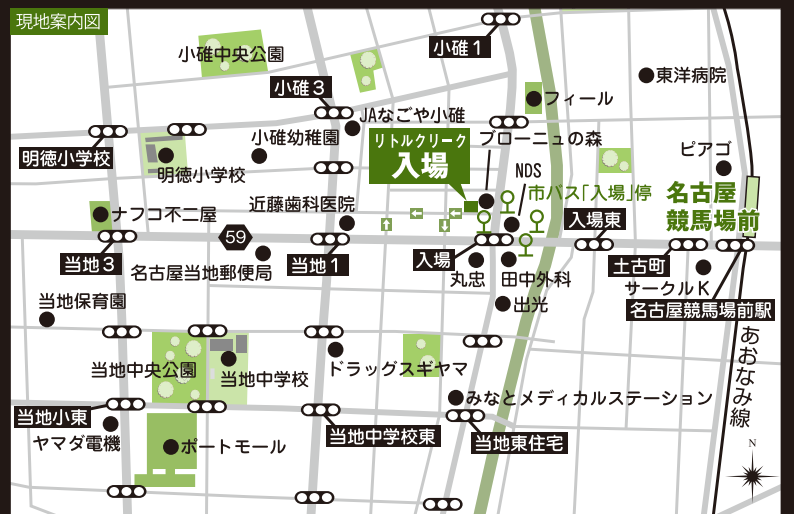 現地案内図
小碓1
小碓中央公園
東洋病院
小碓3
フィール
JAなごや小碓
小碓幼稚園
リトルクリーク
入場
ブローニュの森
ピアゴ
明徳小学校
明徳小学校
NDS
市バス「入場」停
名古屋
競馬場前
近藤歯科医院
ナフコ不二屋
入場東
59
当地3
当地1
入場
土古町
名古屋当地郵便局
丸忠
田中外科
サークルK
当地保育園
出光
名古屋競馬場前駅
あおなみ線
当地中央公園
当地中学校
ドラッグスギヤマ
みなとメディカルステーション
当地小東
ヤマダ電機
当地中学校東
当地東住宅
ポートモール
N